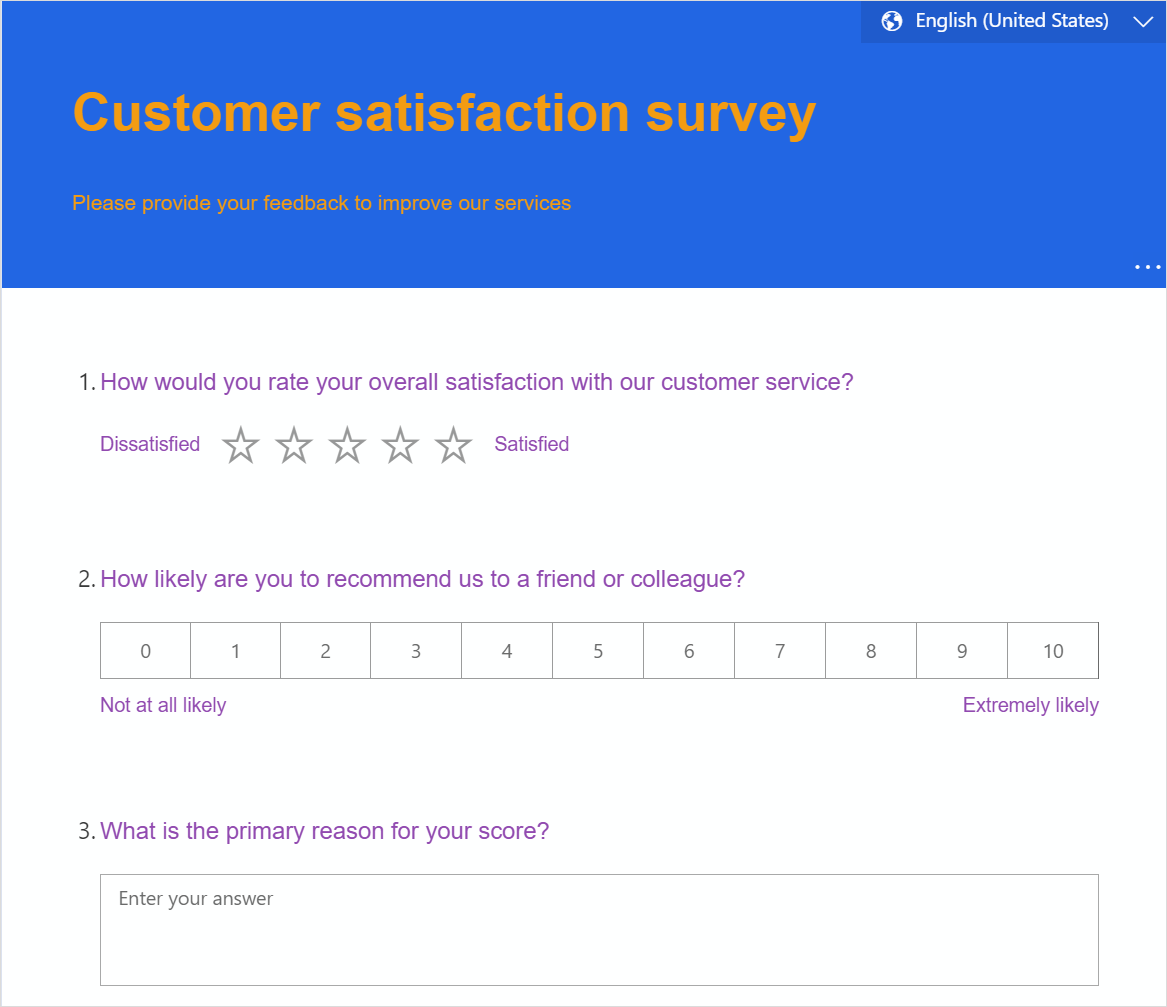 English (United States)
Customer satisfaction survey
Please provide your feedback to improve our services
...
1. How would you rate your overall satisfaction with our customer service?
Dissatisfied Satisfied
2. How likely are you to recommend us to a friend or colleague?
0 1 2 3 4 5 6 7 8 9 10
Not at all likely Extremely likely
3. What is the primary reason for your score?
Enter your answer